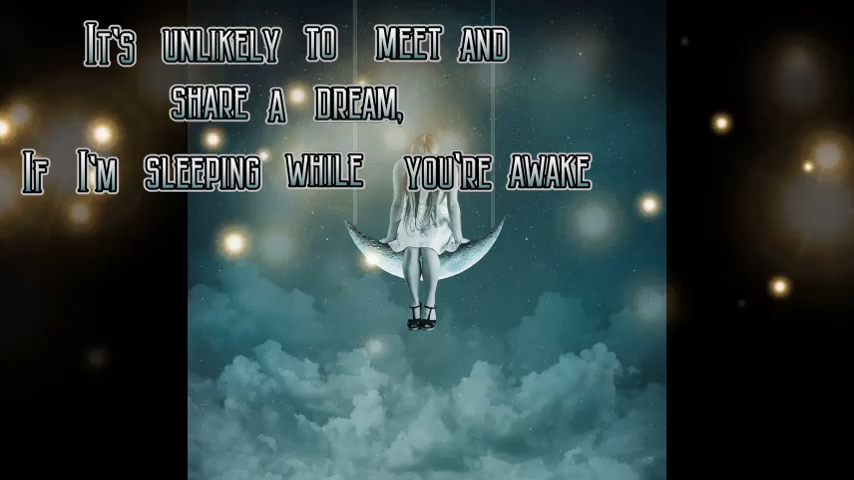 It's unlikely to meet and
share a dream,
If I'm sleeping while you're awake